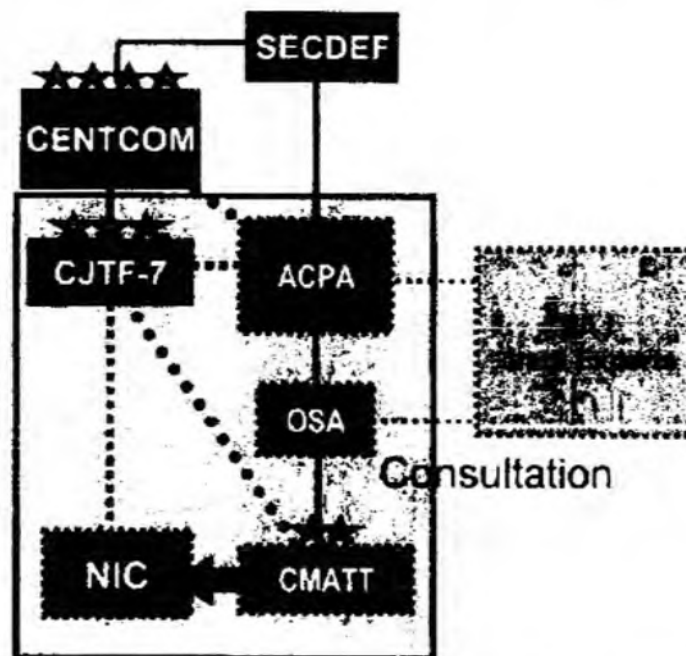 SECDEF
CENTCOM
CJTF-7
ACPA
OSA
Consultation
NIC
CMATT